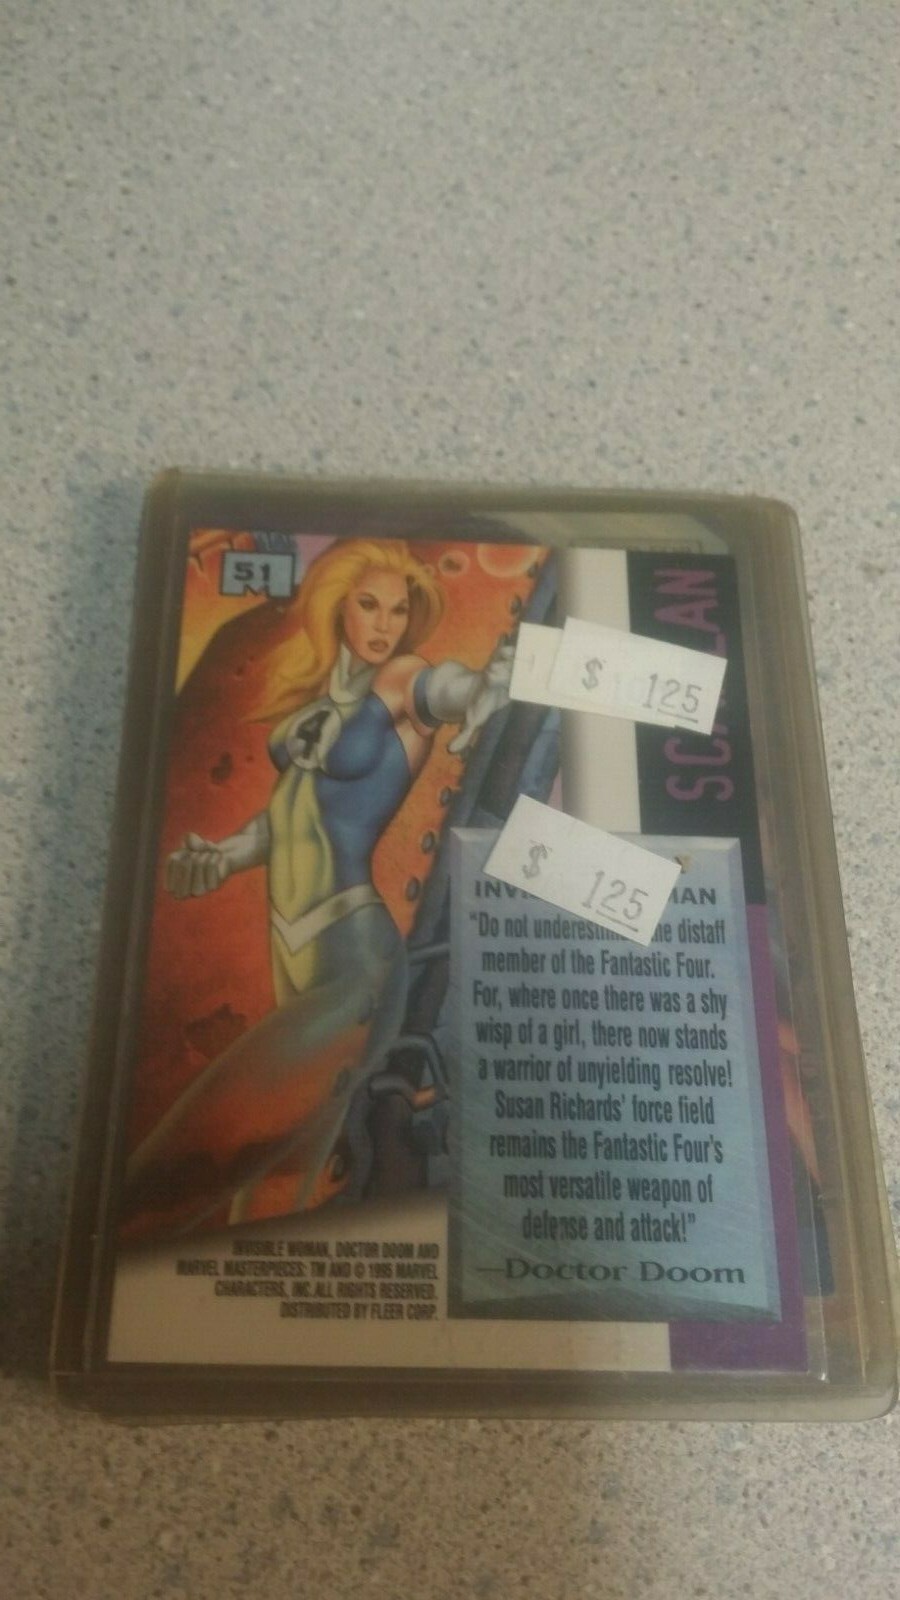 51
M
4
$ 125
$ 125
"Do not distaff
member of the Fantastic Four.
For, where once there was a shy
wisp of a girl, there now stands
a warrior of unyielding resolve!
Susan Richards' force field
remains the Fantastic Four's
most versatile weapon of
defense and attack!"
—Doctor Doom
INVISIBLE WOMAN, DOCTOR DOOM AND
MARVEL MASTERPIECES: TM AND © 1995 MARVEL
CHARACTERS, INC. ALL RIGHTS RESERVED.
DISTRIBUTED BY FLEER CORP.